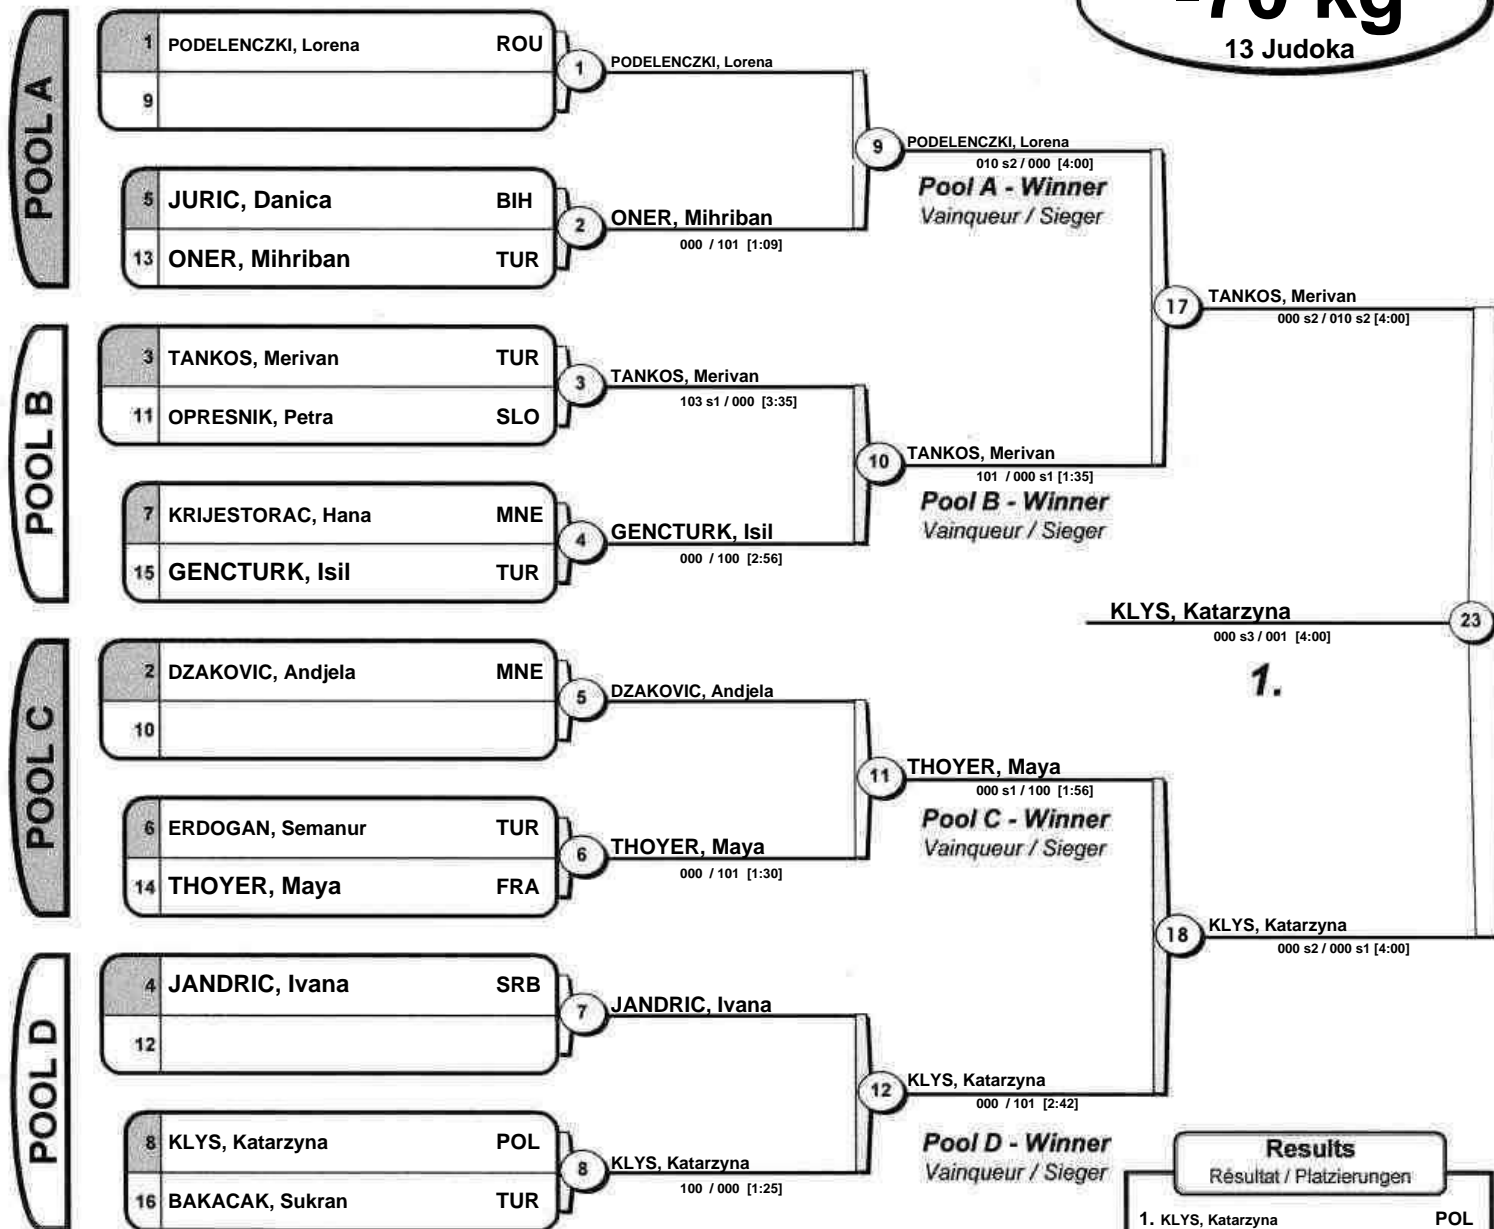 -70 kg
13 Judoka
POOL A
1 PODELENCZKI, Lorena ROU
9
1 PODELENCZKI, Lorena
5 JURIC, Danica BIH
13 ONER, Mihriban TUR
2 ONER, Mihriban
000 / 101 [1:09]
9 PODELENCZKI, Lorena
010 s2 / 000 [4:00]
Pool A - Winner
Vainqueur / Sieger
POOL B
3 TANKOS, Merivan TUR
11 OPRESNIK, Petra SLO
3 TANKOS, Merivan
103 s1 / 000 [3:35]
7 KRIJESTORAC, Hana MNE
15 GENCTURK, Isil TUR
4 GENCTURK, Isil
000 / 100 [2:56]
10 TANKOS, Merivan
101 / 000 s1 [1:35]
Pool B - Winner
Vainqueur / Sieger
17 TANKOS, Merivan
000 s2 / 010 s2 [4:00]
KLYS, Katarzyna 23
000 s3 / 001 [4:00]
1.
POOL C
2 DZAKOVIC, Andjela MNE
10
5 DZAKOVIC, Andjela
6 ERDOGAN, Semanur TUR
14 THOYER, Maya FRA
6 THOYER, Maya
000 / 101 [1:30]
11 THOYER, Maya
000 s1 / 100 [1:56]
Pool C - Winner
Vainqueur / Sieger
18 KLYS, Katarzyna
000 s2 / 000 s1 [4:00]
POOL D
4 JANDRIC, Ivana SRB
12
7 JANDRIC, Ivana
8 KLYS, Katarzyna POL
16 BAKACAK, Sukran TUR
8 KLYS, Katarzyna
100 / 000 [1:25]
12 KLYS, Katarzyna
000 / 101 [2:42]
Pool D - Winner
Vainqueur / Sieger
Results
Résultat / Platzierungen
1. KLYS, Katarzyna POL